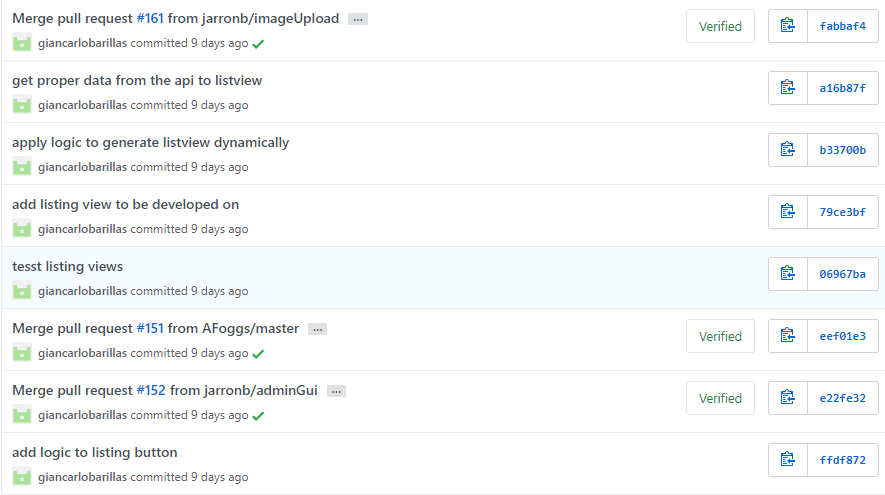 Merge pull request #161 from jarronb/imageUpload ...
Verified
fabbaf4
giancarlobarillas committed 9 days ago
get proper data from the api to listview
a16b87f
giancarlobarillas committed 9 days ago
apply logic to generate listview dynamically
b33700b
giancarlobarillas committed 9 days ago
add listing view to be developed on
79ce3bf
giancarlobarillas committed 9 days ago
tesst listing views
06967ba
giancarlobarillas committed 9 days ago
Merge pull request #151 from AFoggs/master ...
Verified
eef01e3
giancarlobarillas committed 9 days ago
Merge pull request #152 from jarronb/adminGui ...
Verified
e22fe32
giancarlobarillas committed 9 days ago
add logic to listing button
ffdf872
giancarlobarillas committed 9 days ago